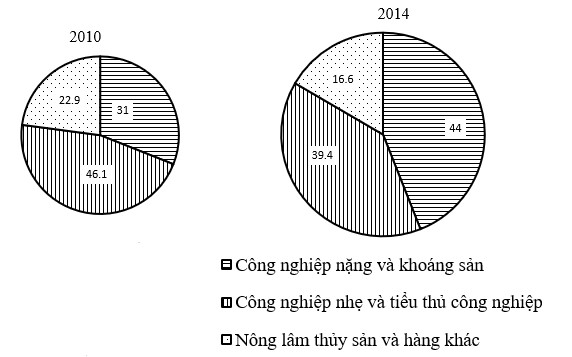 2010
2014
22.9
31
46.1
16.6
44
39.4
Công nghiệp nặng và khoáng sản
Công nghiệp nhẹ và tiểu thủ công nghiệp
Nông lâm thủy sản và hàng khác